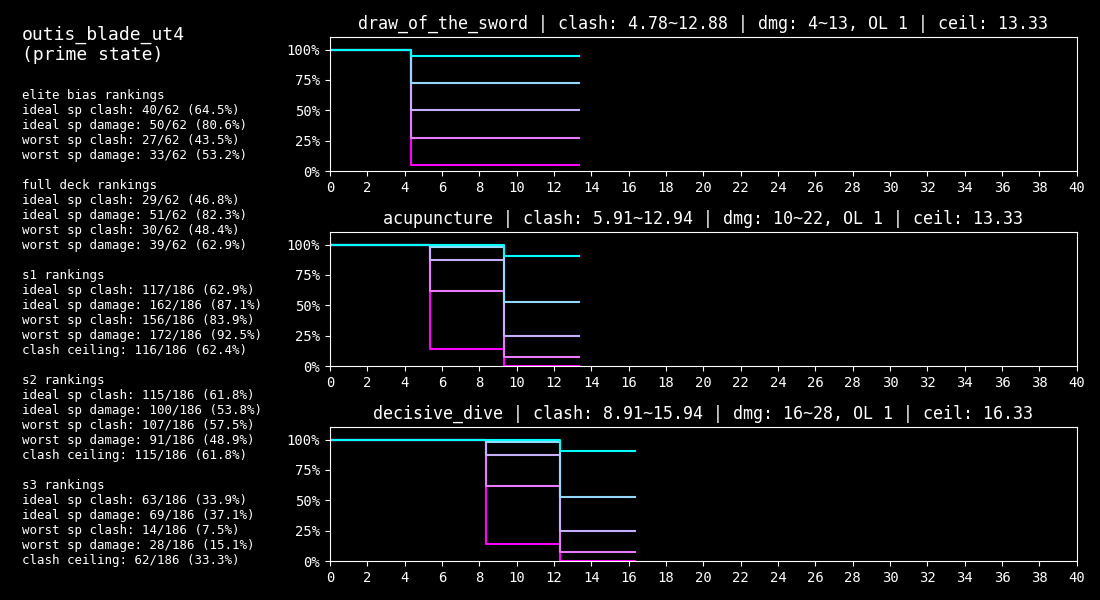 outis_blade_ut4
(prime state)
elite bias rankings
ideal sp clash: 40/62 (64.5%)
ideal sp damage: 50/62 (80.6%)
worst sp clash: 27/62 (43.5%)
worst sp damage: 33/62 (53.2%)
full deck rankings
ideal sp clash: 29/62 (46.8%)
ideal sp damage: 51/62 (82.3%)
worst sp clash: 30/62 (48.4%)
worst sp damage: 39/62 (62.9%)
s1 rankings
ideal sp clash: 117/186 (62.9%)
ideal sp damage: 162/186 (87.1%)
worst sp clash: 156/186 (83.9%)
worst sp damage: 172/186 (92.5%)
clash ceiling: 116/186 (62.4%)
s2 rankings
ideal sp clash: 115/186 (61.8%)
ideal sp damage: 100/186 (53.8%)
worst sp clash: 107/186 (57.5%)
worst sp damage: 91/186 (48.9%)
clash ceiling: 115/186 (61.8%)
s3 rankings
ideal sp clash: 63/186 (33.9%)
ideal sp damage: 69/186 (37.1%)
worst sp clash: 14/186 (7.5%)
worst sp damage: 28/186 (15.1%)
clash ceiling: 62/186 (33.3%)
draw_of_the_sword | clash: 4.78~12.88 | dmg: 4~13, OL 1 | ceil: 13.33
100%
75%
50%
25%
0%
0 2 4 6 8 10 12 14 16 18 20 22 24 26 28 30 32 34 36 38 40
acupuncture | clash: 5.91~12.94 | dmg: 10~22, OL 1 | ceil: 13.33
100%
75%
50%
25%
0%
0 2 4 6 8 10 12 14 16 18 20 22 24 26 28 30 32 34 36 38 40
decisive_dive | clash: 8.91~15.94 | dmg: 16~28, OL 1 | ceil: 16.33
100%
75%
50%
25%
0%
0 2 4 6 8 10 12 14 16 18 20 22 24 26 28 30 32 34 36 38 40